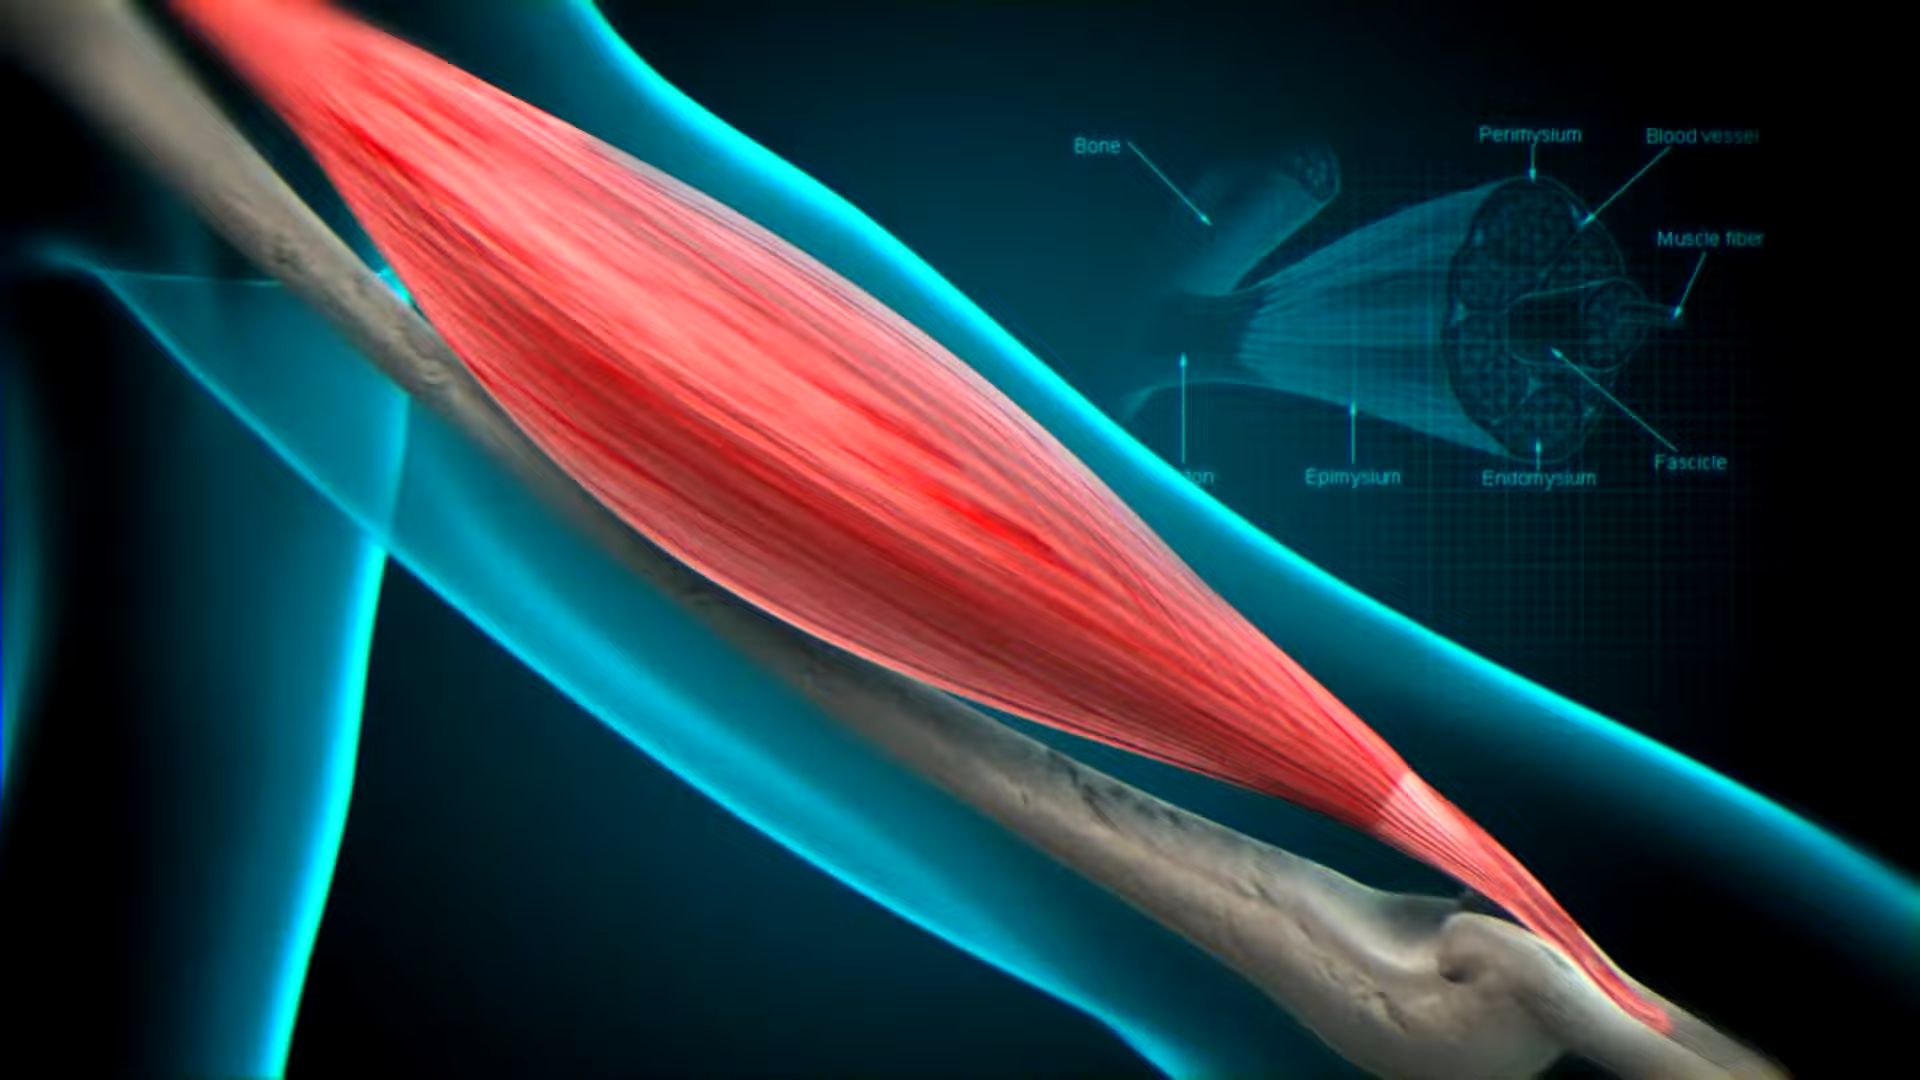 Perimysium
Blood vessel
Bone
Muscle fiber
Fascicle
Epimysium
Endomysium